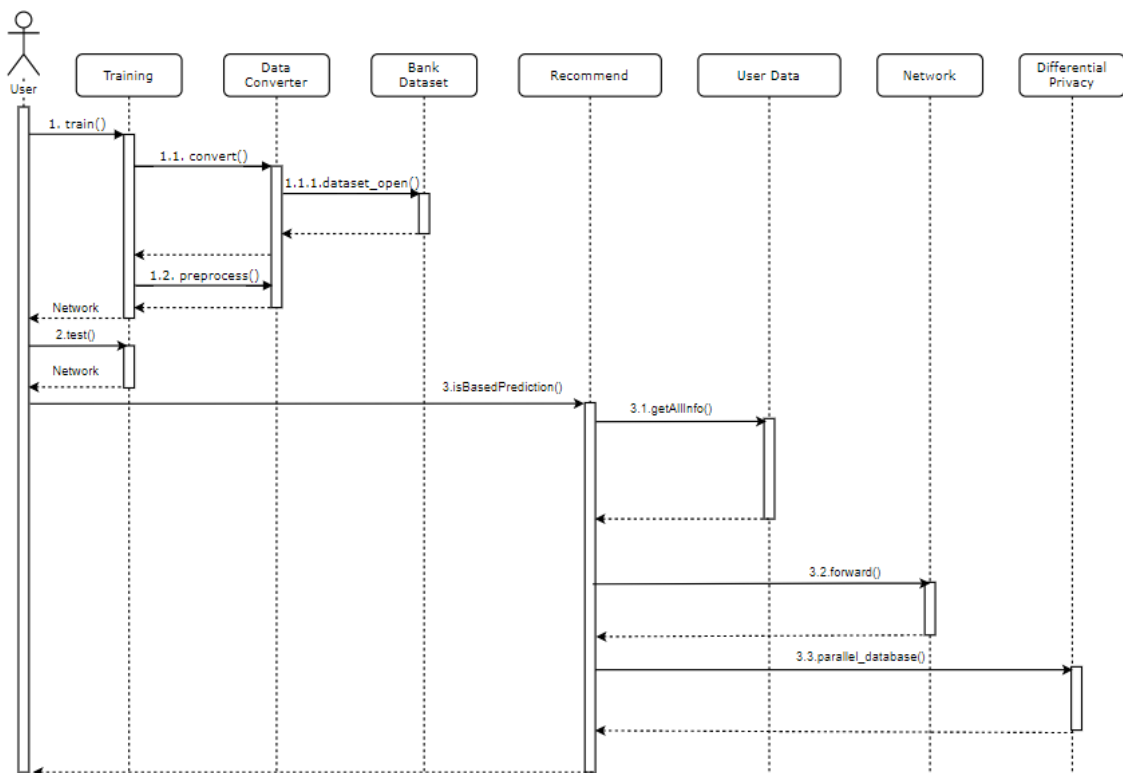 User
Training
Data
Converter
Bank
Dataset
Recommend
User Data
Network
Differential
Privacy
1. train()
1.1. convert()
1.1.1.dataset_open()
1.2. preprocess()
Network
2.test()
Network
3.isBasedPrediction()
3.1.getAllInfo()
3.2.forward()
3.3.parallel_database()